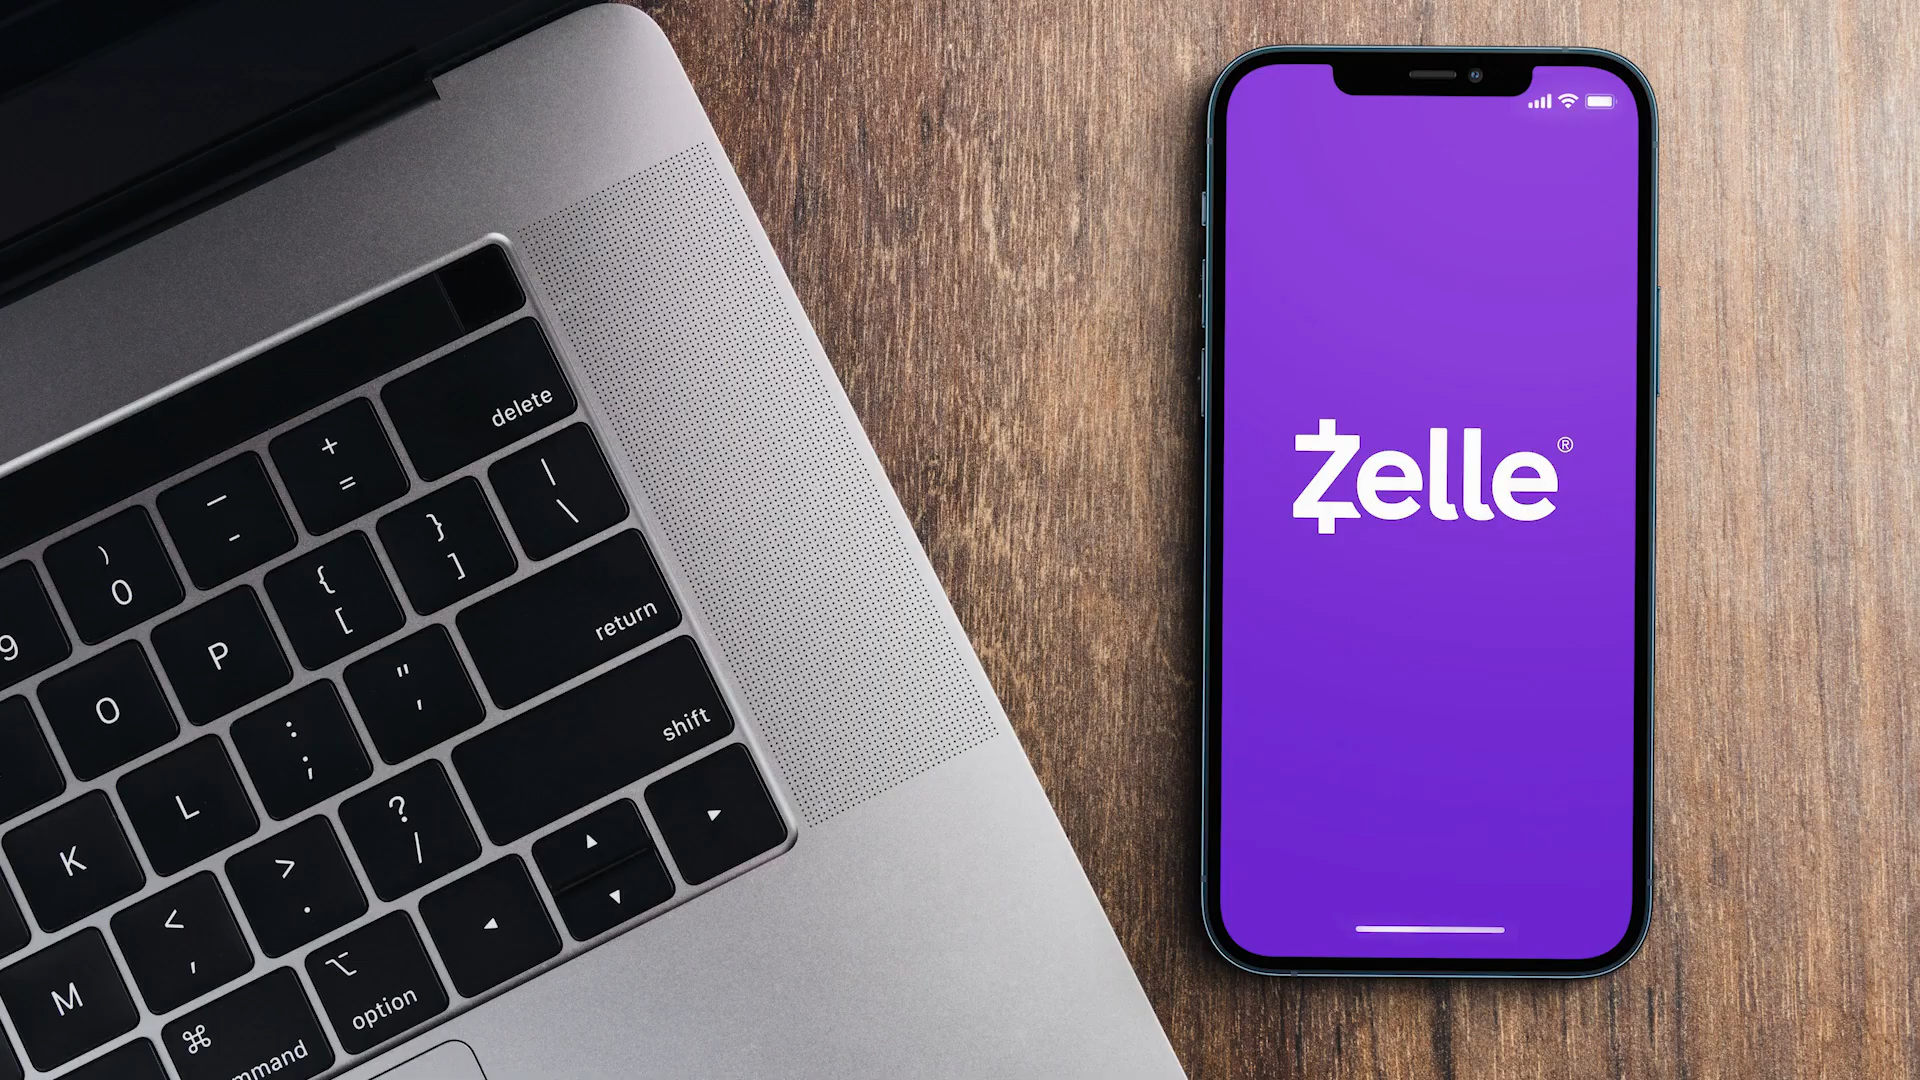 Zelle®
delete
+
=
–
-
)
0
9
|
\
}
]
{
[
P
O
return
"
'
:
;
L
K
shift
?
/
>
.
<
,
M
option
⌘
mmand